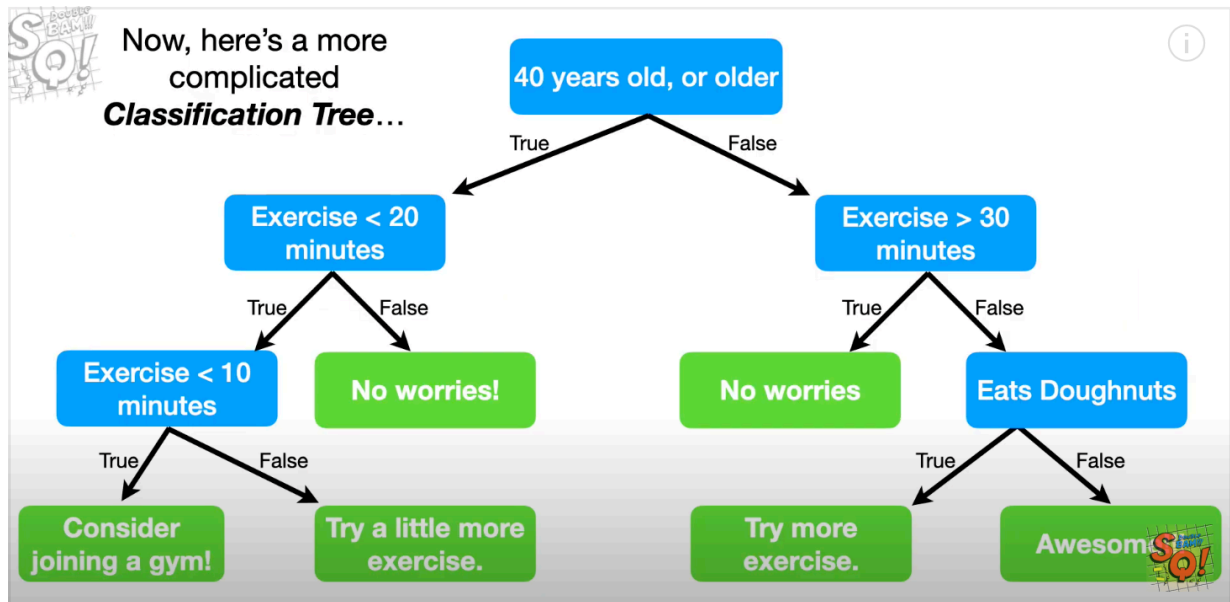 Now, here's a more
complicated
Classification Tree...
40 years old, or older
True
False
Exercise < 20
minutes
Exercise > 30
minutes
True
False
True
False
Exercise < 10
minutes
No worries!
No worries
Eats Doughnuts
True
False
True
False
Consider
joining a gym!
Try a little more
exercise.
Try more
exercise.
SQ!